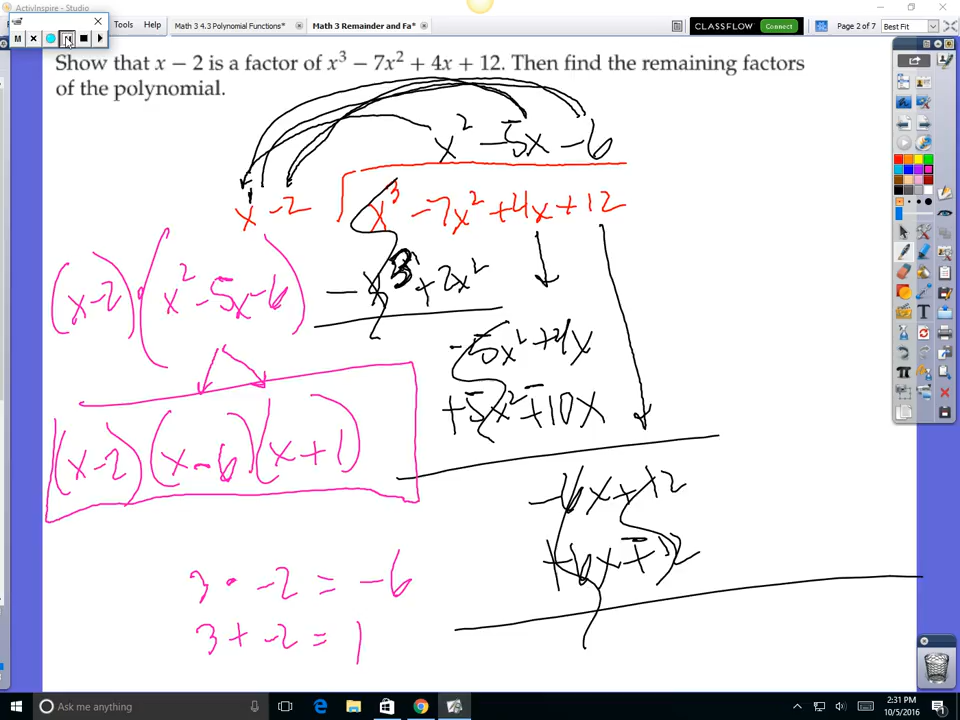 ActivInspire - Studio
Tools
Math 3 4.3 Polynomial Functions*
Math 3 Remainder and Fa*
CLASSFLOW Connect
Page 2 of 7
Best Fit
Show that x − 2 is a factor of x³ − 7x² + 4x + 12. Then find the remaining factors
of the polynomial.
x² −5x −6
x −2
x³ −7x² +4x +12
−x³ +2x²
−5x² +4x
+5x² −10x
−6x +12
+6x −12
(x−2)·(x²−5x−6)
(x−2)(x−6)(x+1)
3 · −2 = −6
3 + −2 = 1
Ask me anything
2:31 PM
10/5/2016